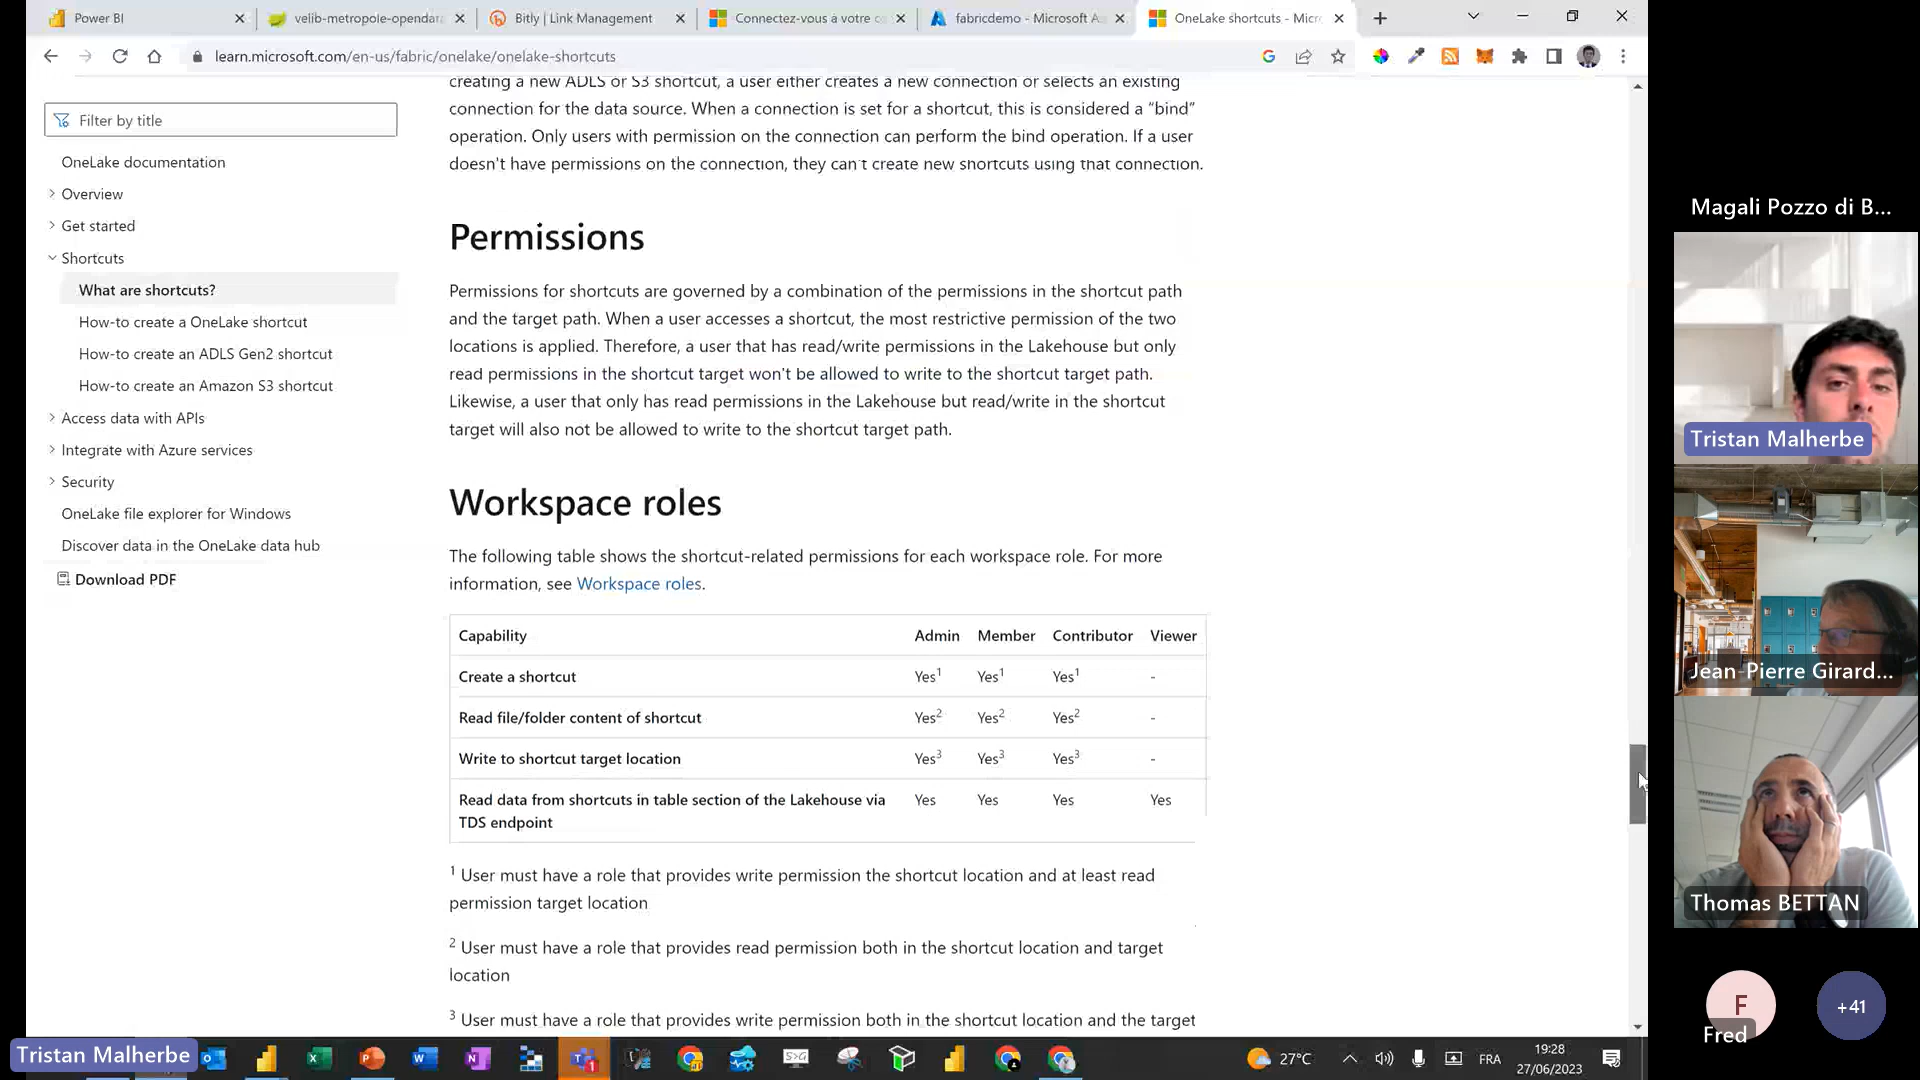 Power BI
velib-metropole-opendata
Bitly | Link Management
Connectez-vous à votre co
fabricdemo - Microsoft A
OneLake shortcuts - Micr
learn.microsoft.com/en-us/fabric/onelake/onelake-shortcuts
Filter by title
OneLake documentation
Overview
Get started
Shortcuts
What are shortcuts?
How-to create a OneLake shortcut
How-to create an ADLS Gen2 shortcut
How-to create an Amazon S3 shortcut
Access data with APIs
Integrate with Azure services
Security
OneLake file explorer for Windows
Discover data in the OneLake data hub
Download PDF
creating a new ADLS or S3 shortcut, a user either creates a new connection or selects an existing
connection for the data source. When a connection is set for a shortcut, this is considered a “bind”
operation. Only users with permission on the connection can perform the bind operation. If a user
doesn't have permissions on the connection, they can't create new shortcuts using that connection.
Permissions
Permissions for shortcuts are governed by a combination of the permissions in the shortcut path
and the target path. When a user accesses a shortcut, the most restrictive permission of the two
locations is applied. Therefore, a user that has read/write permissions in the Lakehouse but only
read permissions in the shortcut target won't be allowed to write to the shortcut target path.
Likewise, a user that only has read permissions in the Lakehouse but read/write in the shortcut
target will also not be allowed to write to the shortcut target path.
Workspace roles
The following table shows the shortcut-related permissions for each workspace role. For more
information, see Workspace roles.
Capability Admin Member Contributor Viewer
Create a shortcut Yes¹ Yes¹ Yes¹ -
Read file/folder content of shortcut Yes² Yes² Yes² -
Write to shortcut target location Yes³ Yes³ Yes³ -
Read data from shortcuts in table section of the Lakehouse via Yes Yes Yes Yes
TDS endpoint
¹ User must have a role that provides write permission the shortcut location and at least read
permission target location
² User must have a role that provides read permission both in the shortcut location and target
location
³ User must have a role that provides write permission both in the shortcut location and the target
Magali Pozzo di B...
Tristan Malherbe
Jean-Pierre Girard...
Thomas BETTAN
F
Fred
+41
Tristan Malherbe
27°C
FRA
19:28
27/06/2023